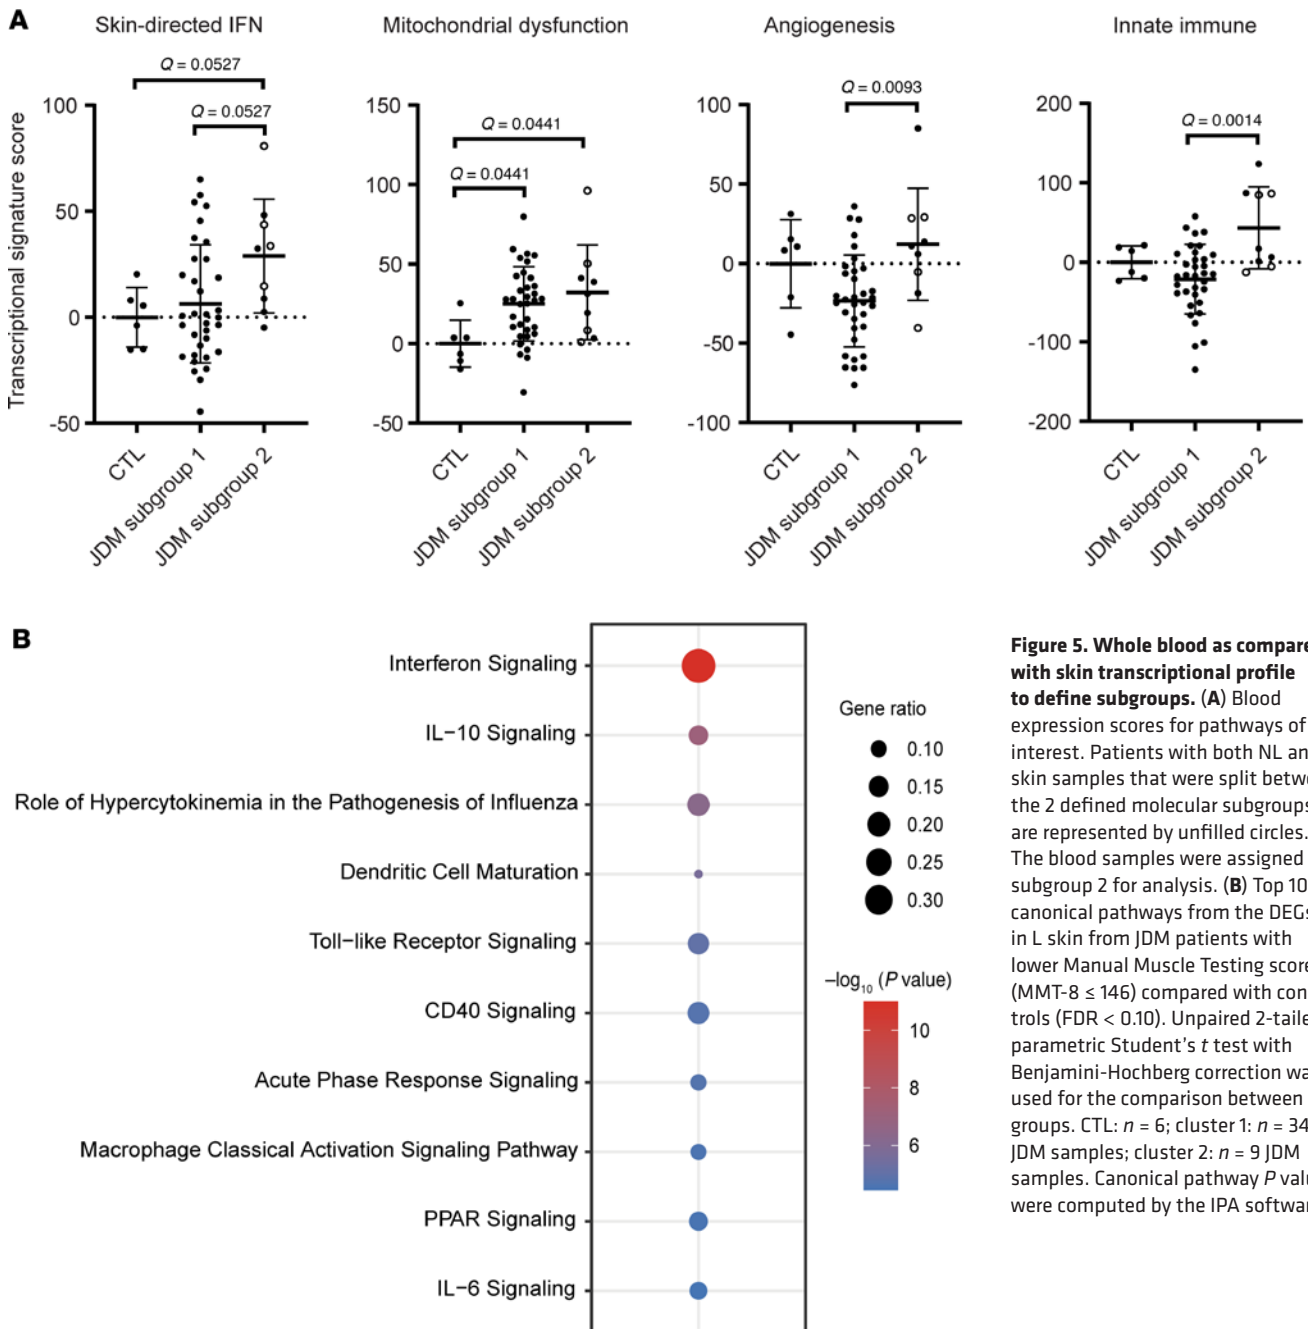 A
Skin-directed IFN
Mitochondrial dysfunction
Angiogenesis
Innate immune
Transcriptional signature score
Q = 0.0527
Q = 0.0527
100
50
0
-50
CTL
JDM subgroup 1
JDM subgroup 2
Q = 0.0441
Q = 0.0441
150
100
50
0
-50
CTL
JDM subgroup 1
JDM subgroup 2
Q = 0.0093
100
50
0
-50
-100
CTL
JDM subgroup 1
JDM subgroup 2
Q = 0.0014
200
100
0
-100
-200
CTL
JDM subgroup 1
JDM subgroup 2
B
Interferon Signaling
IL−10 Signaling
Role of Hypercytokinemia in the Pathogenesis of Influenza
Dendritic Cell Maturation
Toll−like Receptor Signaling
CD40 Signaling
Acute Phase Response Signaling
Macrophage Classical Activation Signaling Pathway
PPAR Signaling
IL−6 Signaling
Gene ratio
0.10
0.15
0.20
0.25
0.30
−log10 (P value)
10
8
6
Figure 5. Whole blood as
with skin transcriptional profile
to define subgroups. (A) Blood
expression scores for pathways of
interest. Patients with both NL
skin samples that were split
the 2 defined molecular subgroups
are represented by unfilled circles.
The blood samples were assigned
subgroup 2 for analysis. (B) Top 10
canonical pathways from the DEGs
in L skin from JDM patients with
lower Manual Muscle Testing
(MMT-8 ≤ 146) compared with con
trols (FDR < 0.10). Unpaired
parametric Student's t test with
Benjamini-Hochberg correction
used for the comparison between
groups. CTL: n = 6; cluster 1: n = 34
JDM samples; cluster 2: n = 9 JDM
samples. Canonical pathway P
were computed by the IPA